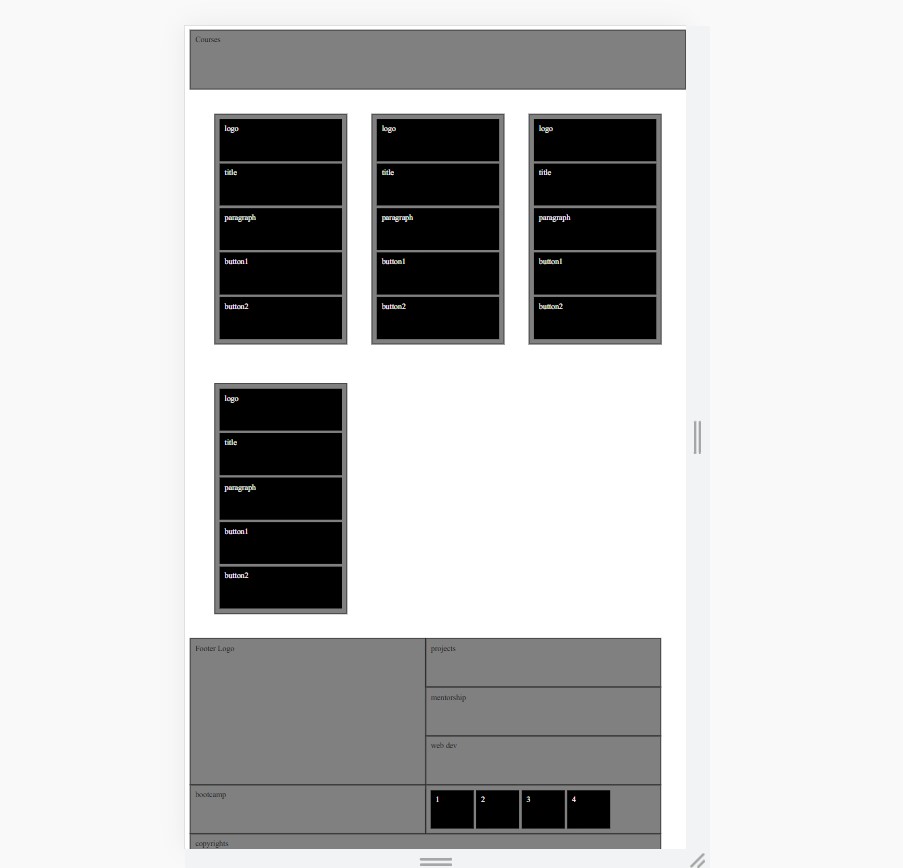 Courses
logo
title
paragraph
button1
button2
logo
title
paragraph
button1
button2
logo
title
paragraph
button1
button2
logo
title
paragraph
button1
button2
Footer Logo
projects
mentorship
web dev
bootcamp
1
2
3
4
copyrights